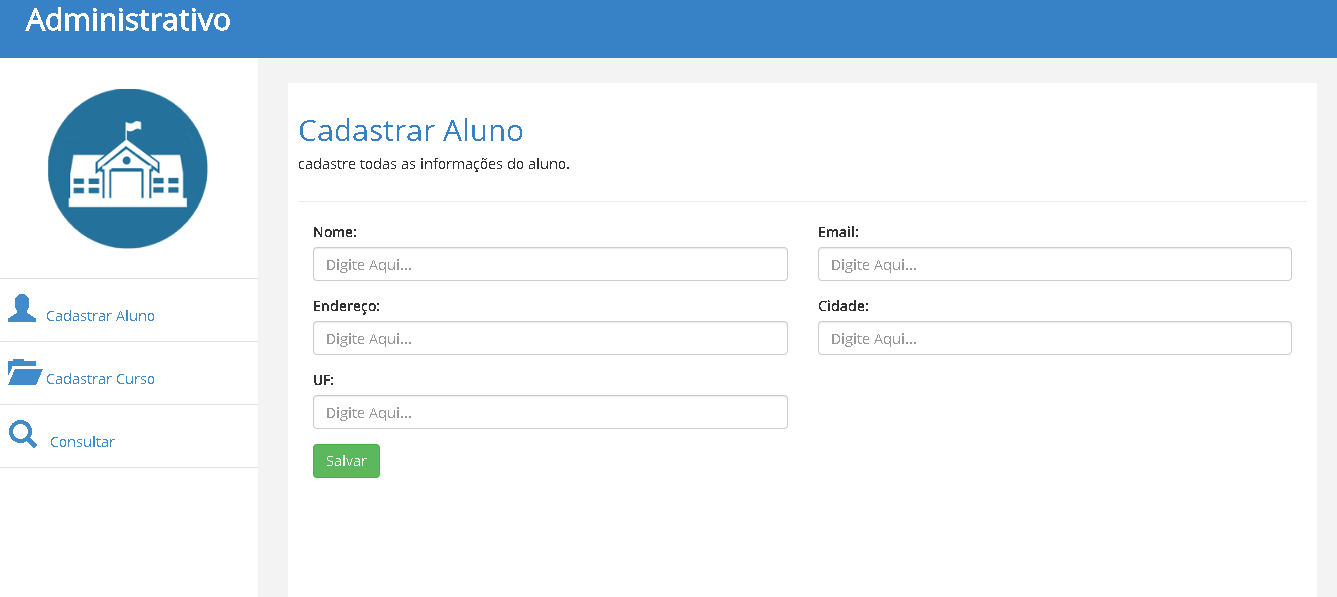 Administrativo
Cadastrar Aluno
Cadastrar Curso
Consultar
Cadastrar Aluno
cadastre todas as informações do aluno.
Nome:
Digite Aqui...
Email:
Digite Aqui...
Endereço:
Digite Aqui...
Cidade:
Digite Aqui...
UF:
Digite Aqui...
Salvar